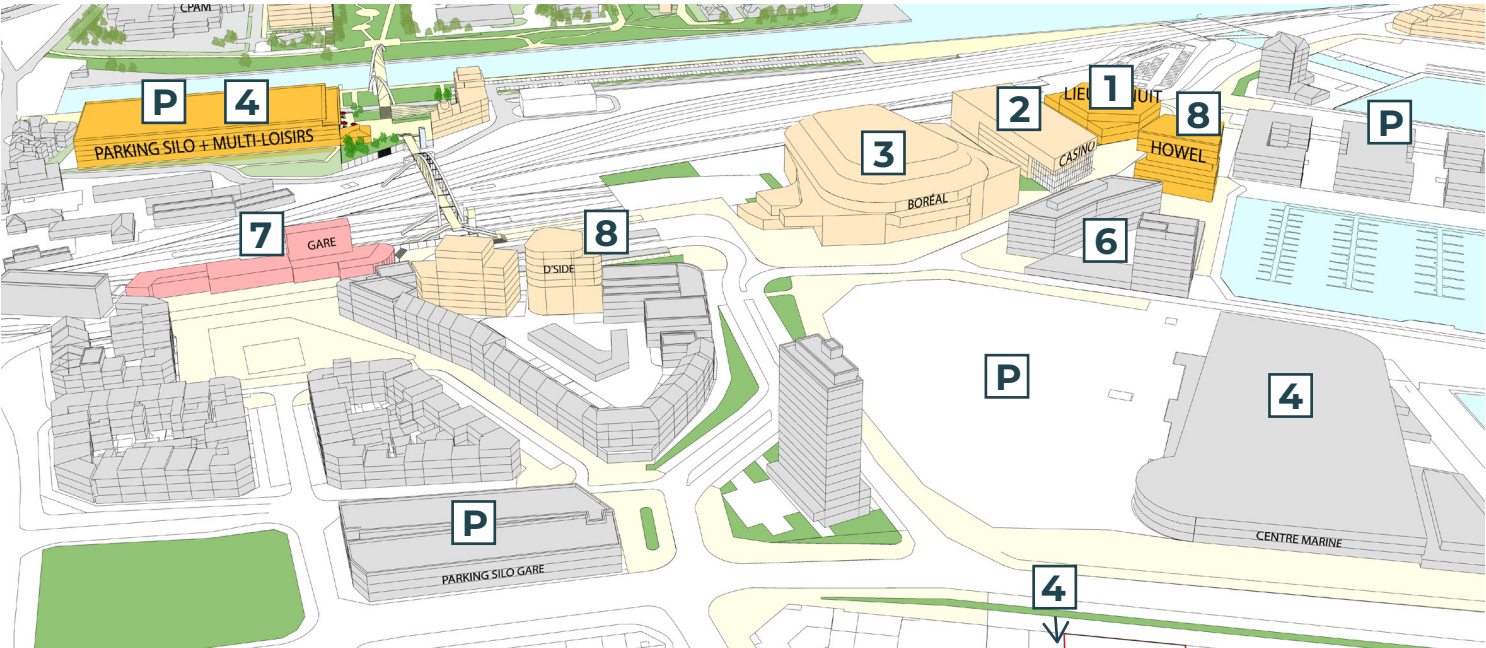 CPAM
P
4
PARKING SILO + MULTI-LOISIRS
1
2
8
P
3
CASINO
HOWEL
BORÉAL
7
GARE
8
D'SIDE
6
P
4
P
PARKING SILO GARE
CENTRE MARINE
4